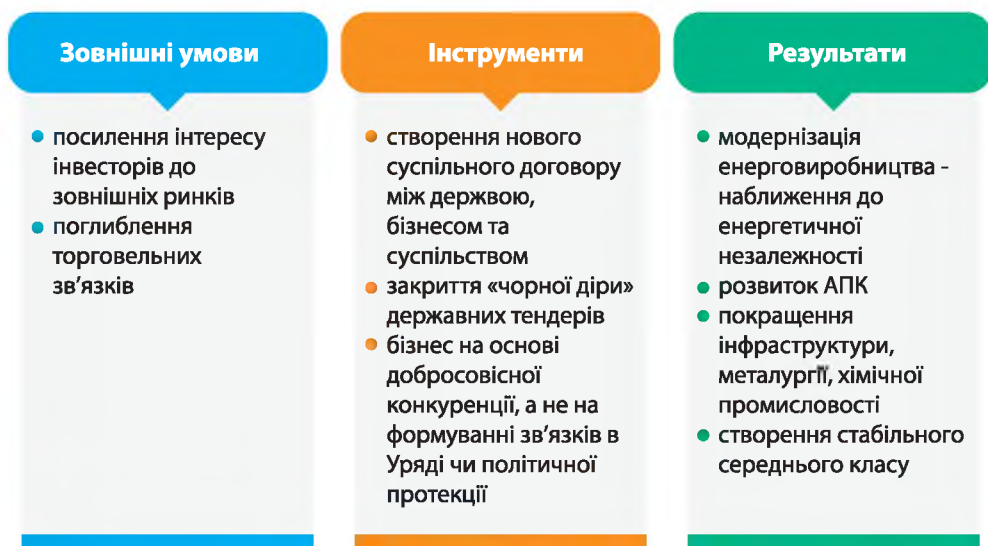 Зовнішні умови
посилення інтересу
інвесторів до
зовнішніх ринків
поглиблення
торговельних
зв'язків
Інструменти
створення нового
суспільного договору
між держвою,
бізнесом та
суспільством
закриття «чорної діри»
державних тендерів
бізнес на основі
добросовісної
конкуренції, а не на
формуванні зв'язків в
Уряді чи політичної
протекції
Результати
модернізація
енерговиробництва -
наближення до
енергетичної
незалежності
розвиток АПК
покращення
інфраструктури,
металургії, хімічної
промисловості
створення стабільного
середнього класу